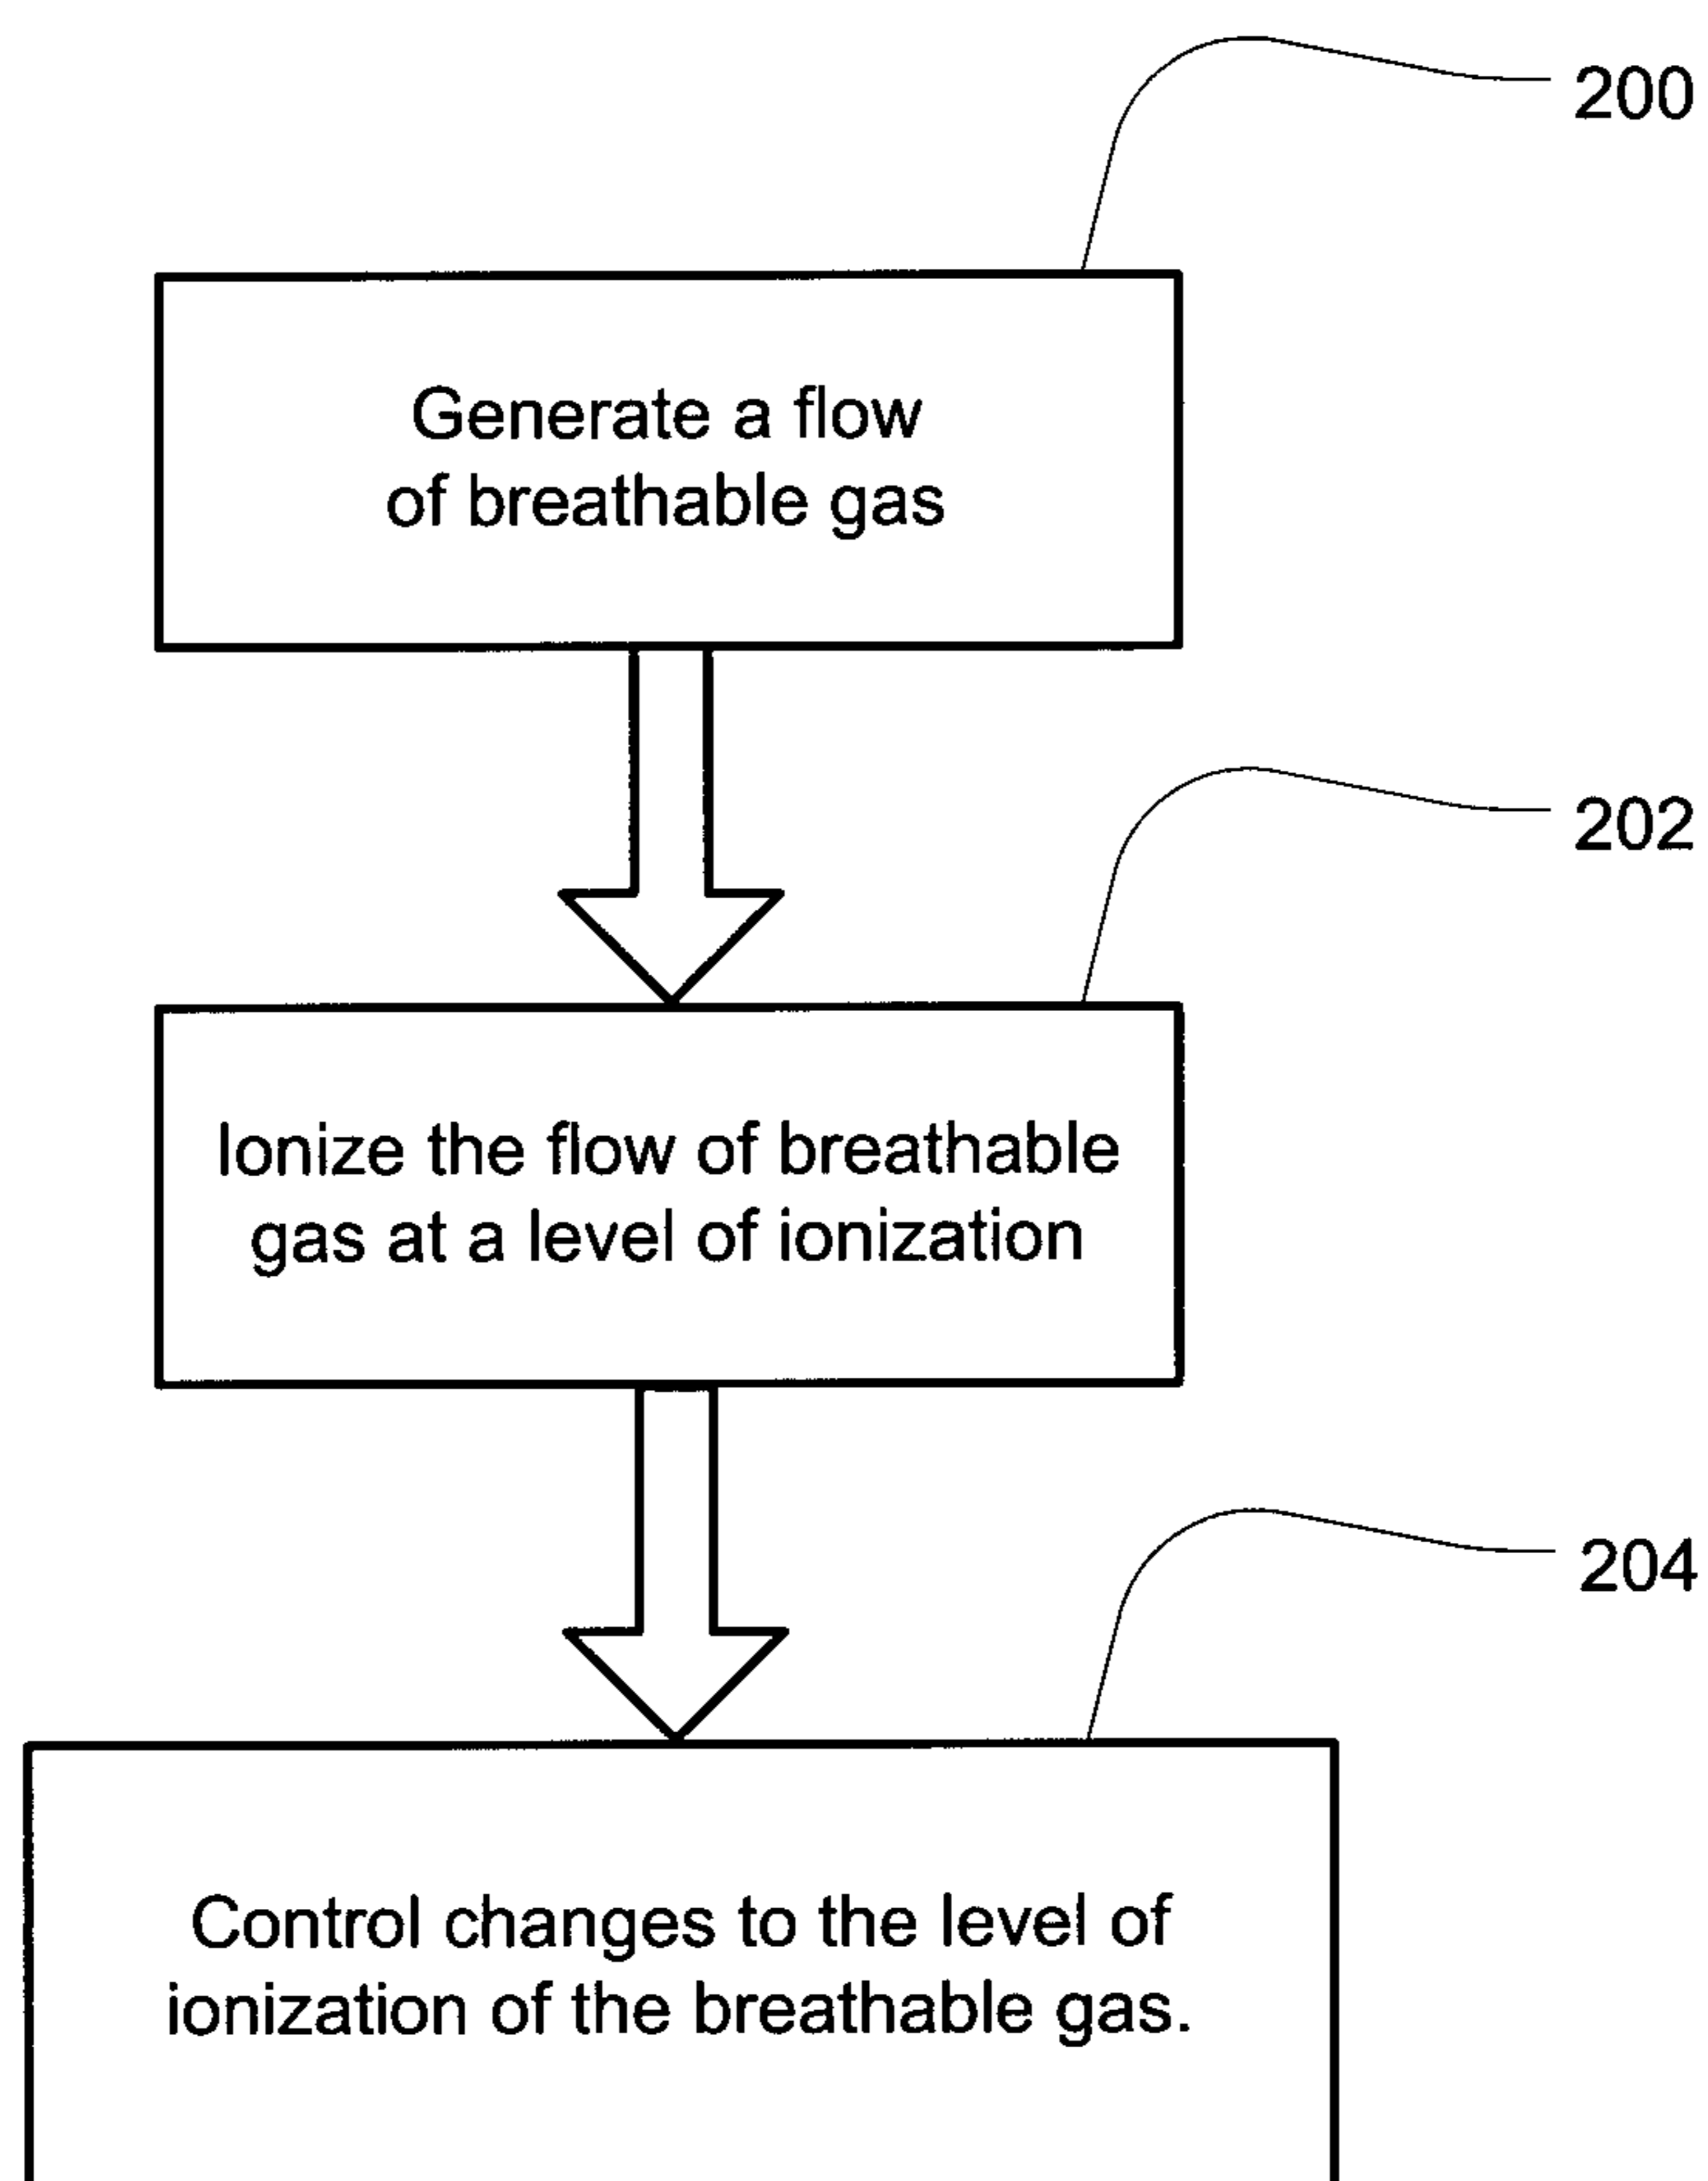 200
Generate a flow
of breathable gas
202
Ionize the flow of breathable
gas at a level of ionization
204
Control changes to the level of
ionization of the breathable gas.